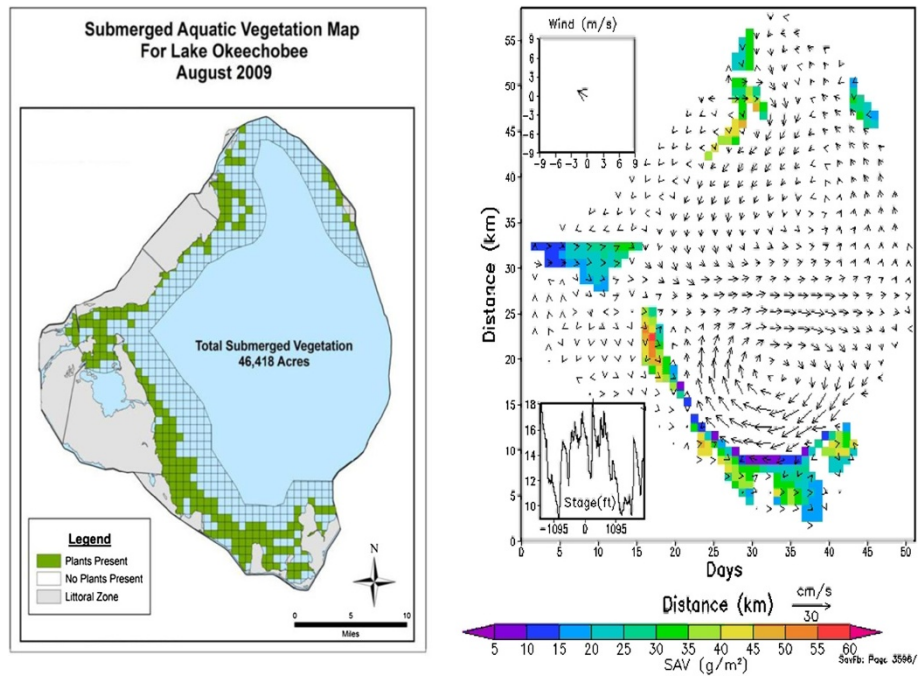 Submerged Aquatic Vegetation Map
For Lake Okeechobee
August 2009
Total Submerged Vegetation
46,418 Acres
Legend
Plants Present
No Plants Present
Littoral Zone
N
0 5 10
Miles
Wind (m/s)
9
6
3
0
-3
-6
-9
-9 -6 -3 0 3 6 9
Distance (km)
55
50
45
40
35
30
25
20
15
10
5
0
18
16
14
12
10
Stage(ft)
-1095 0 1095
0 5 10 15 20 25 30 35 40 45 50
Days
Distance (km)
cm/s
30
5 10 15 20 25 30 35 40 45 50 55 60
SAV (g/m²)